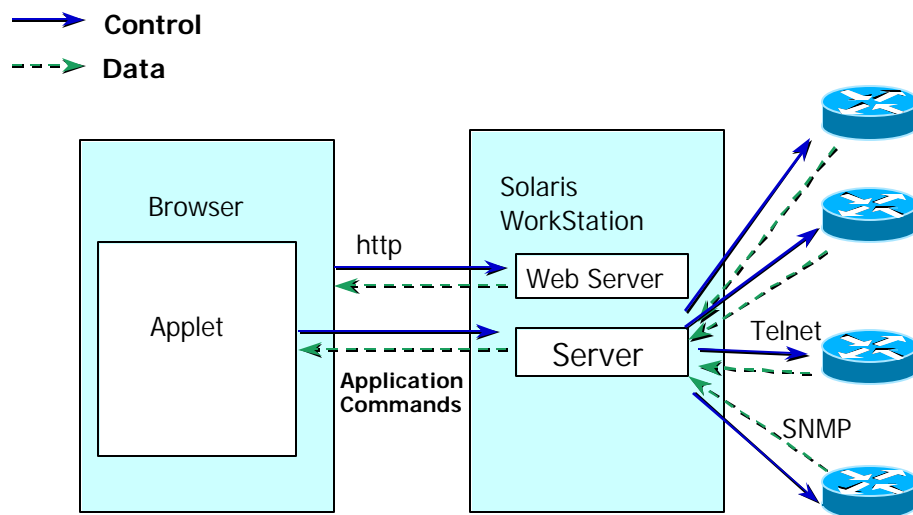 Control
Data
Browser
Applet
http
Application
Commands
Solaris
WorkStation
Web Server
Server
Telnet
SNMP